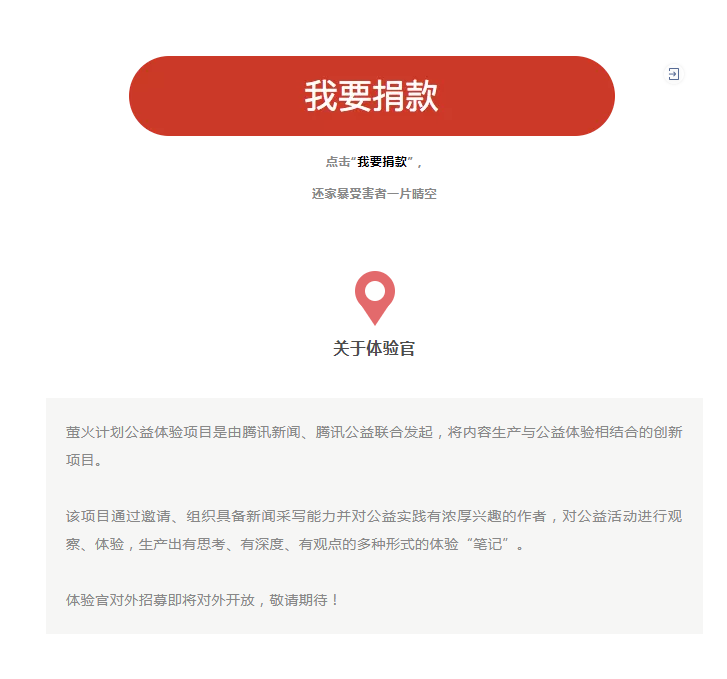 我要捐款
点击“我要捐款”，
还家暴受害者一片晴空
关于体验官
萤火计划公益体验项目是由腾讯新闻、腾讯公益联合发起，将内容生产与公益体验相结合的创新
项目。
该项目通过邀请、组织具备新闻采写能力并对公益实践有浓厚兴趣的作者，对公益活动进行观
察、体验，生产出有思考、有深度、有观点的多种形式的体验“笔记”。
体验官对外招募即将对外开放，敬请期待！